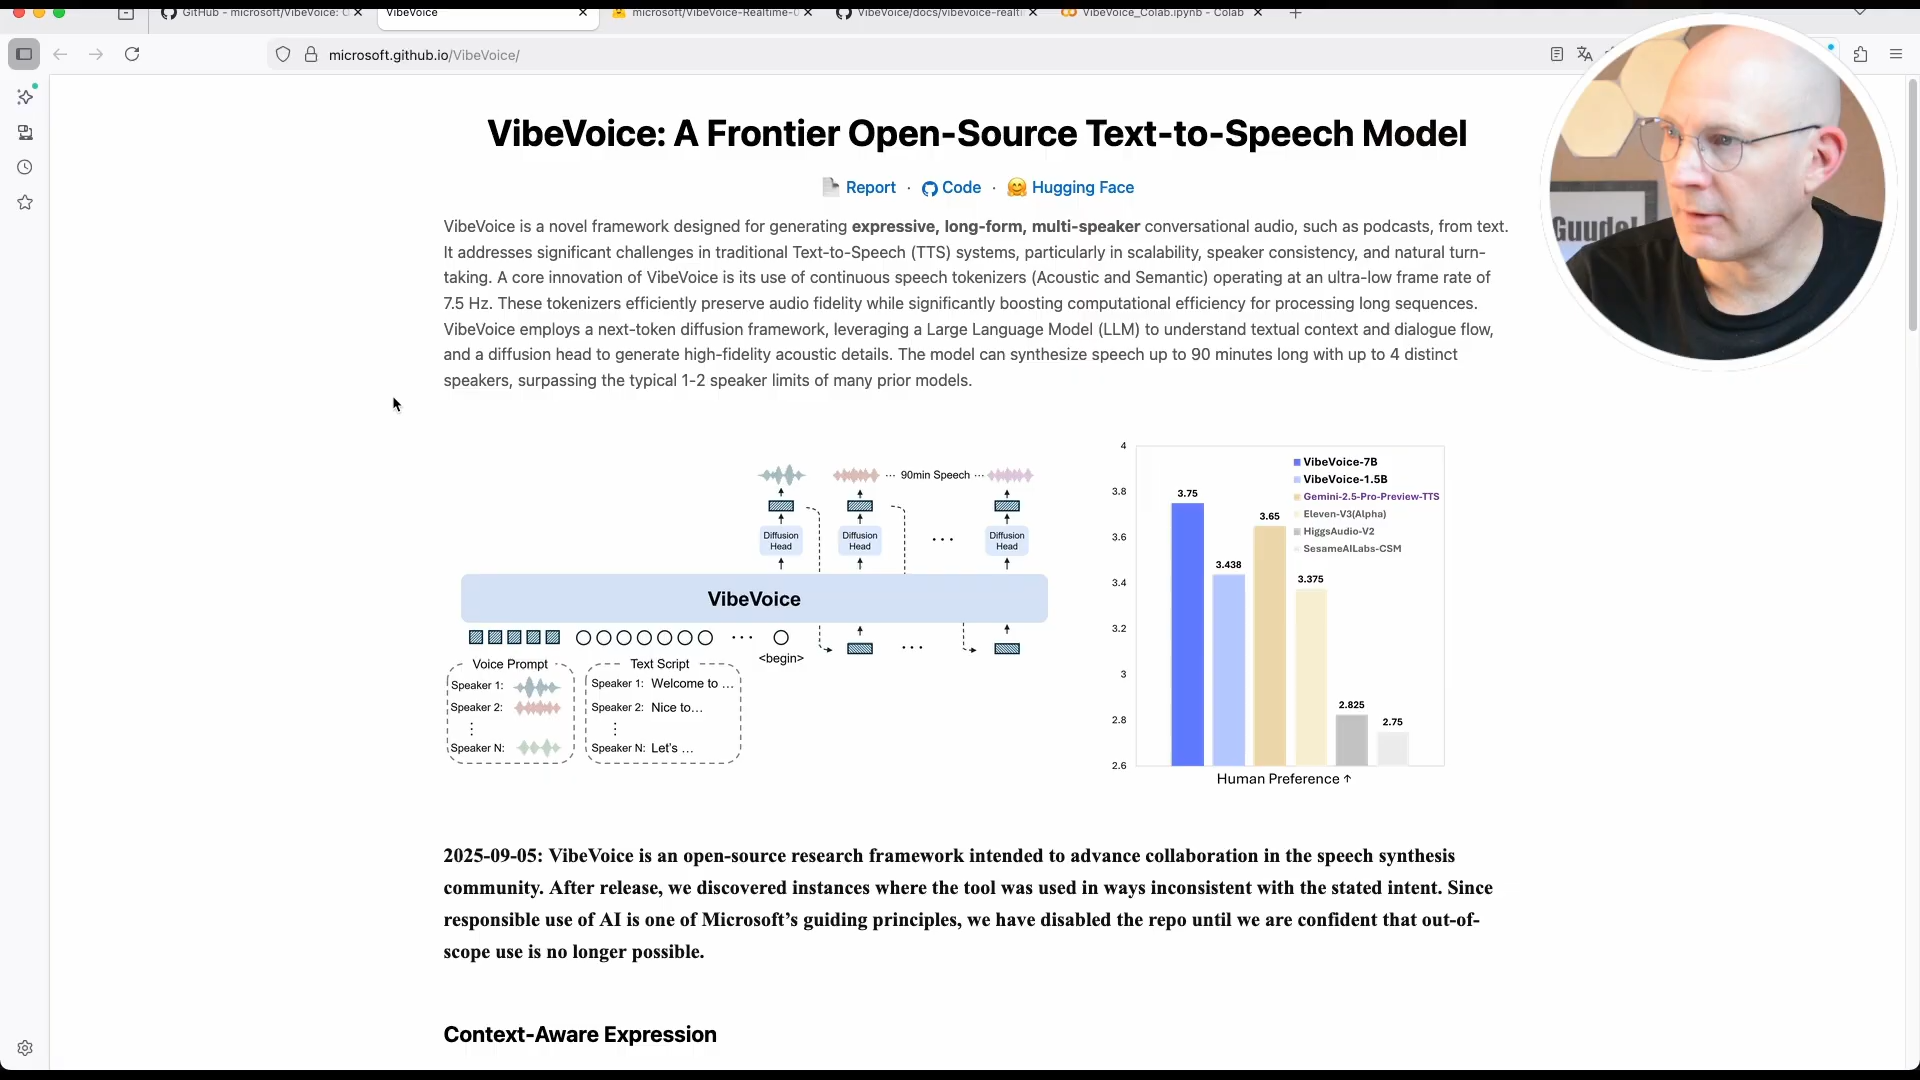 GitHub - microsoft/VibeVoice: C
VibeVoice
microsoft/VibeVoice-Realtime-0
VibeVoice/docs/vibevoice-realti
VibeVoice_Colab.ipynb - Colab
microsoft.github.io/VibeVoice/
Guude!
VibeVoice: A Frontier Open-Source Text-to-Speech Model
Report · Code · Hugging Face
VibeVoice is a novel framework designed for generating expressive, long-form, multi-speaker conversational audio, such as podcasts, from text.
It addresses significant challenges in traditional Text-to-Speech (TTS) systems, particularly in scalability, speaker consistency, and natural turn-
taking. A core innovation of VibeVoice is its use of continuous speech tokenizers (Acoustic and Semantic) operating at an ultra-low frame rate of
7.5 Hz. These tokenizers efficiently preserve audio fidelity while significantly boosting computational efficiency for processing long sequences.
VibeVoice employs a next-token diffusion framework, leveraging a Large Language Model (LLM) to understand textual context and dialogue flow,
and a diffusion head to generate high-fidelity acoustic details. The model can synthesize speech up to 90 minutes long with up to 4 distinct
speakers, surpassing the typical 1-2 speaker limits of many prior models.
··· 90min Speech ···
Diffusion Head
Diffusion Head
...
Diffusion Head
VibeVoice
...
<begin>
...
Voice Prompt
Speaker 1:
Speaker 2:
Speaker N:
Text Script
Speaker 1: Welcome to ...
Speaker 2: Nice to...
Speaker N: Let's ...
4
3.8
3.6
3.4
3.2
3
2.8
2.6
VibeVoice-7B
VibeVoice-1.5B
Gemini-2.5-Pro-Preview-TTS
Eleven-V3(Alpha)
HiggsAudio-V2
SesameAILabs-CSM
3.75
3.438
3.65
3.375
2.825
2.75
Human Preference ↑
2025-09-05: VibeVoice is an open-source research framework intended to advance collaboration in the speech synthesis
community. After release, we discovered instances where the tool was used in ways inconsistent with the stated intent. Since
responsible use of AI is one of Microsoft’s guiding principles, we have disabled the repo until we are confident that out-of-
scope use is no longer possible.
Context-Aware Expression